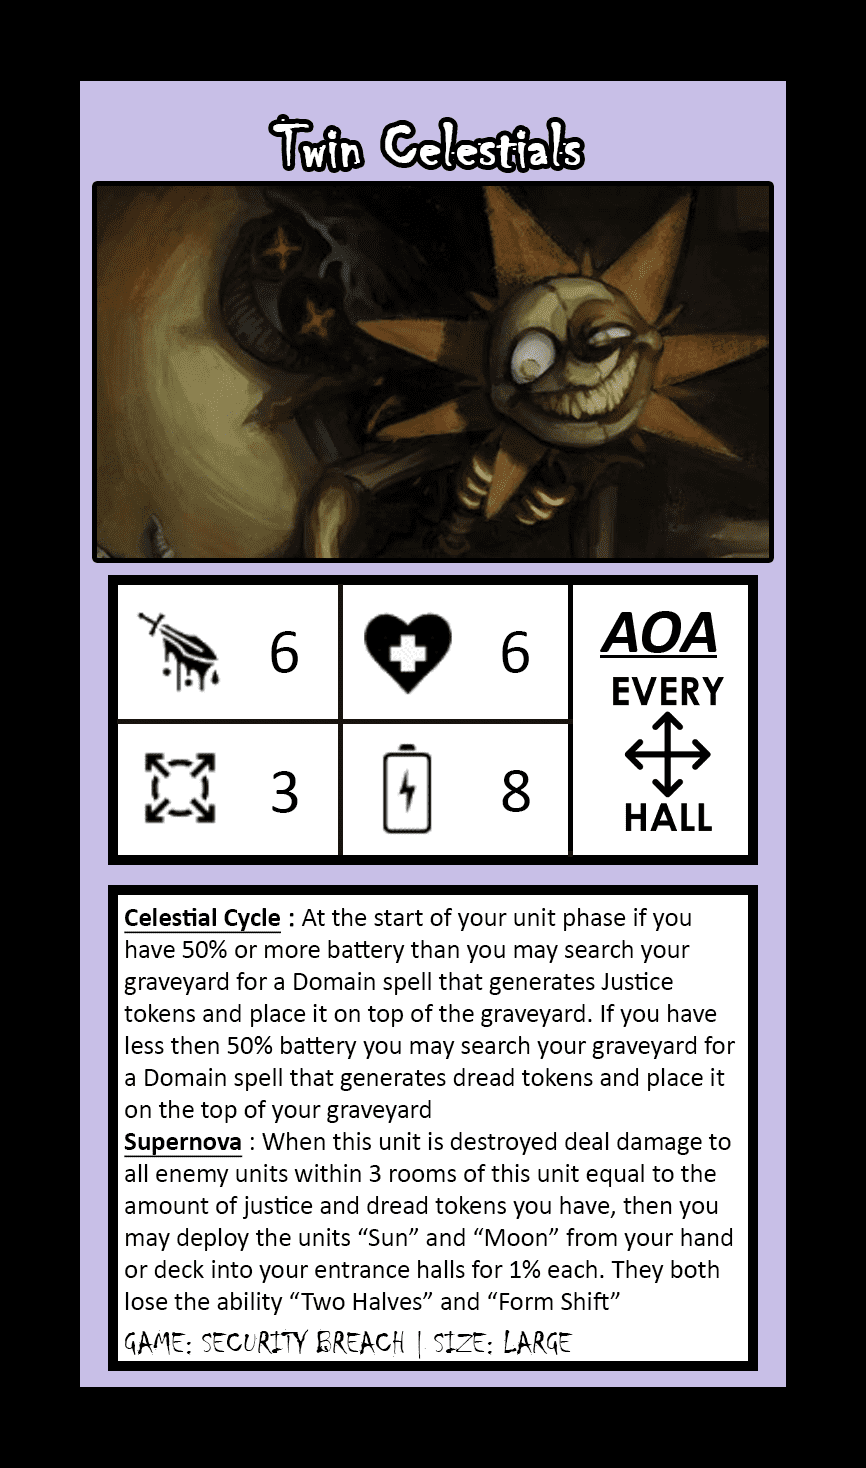 Twin Celestials
6
6
AOA
EVERY
HALL
3
8
Celestial Cycle : At the start of your unit phase if you
have 50% or more battery than you may search your
graveyard for a Domain spell that generates Justice
tokens and place it on top of the graveyard. If you have
less then 50% battery you may search your graveyard for
a Domain spell that generates dread tokens and place it
on the top of your graveyard
Supernova : When this unit is destroyed deal damage to
all enemy units within 3 rooms of this unit equal to the
amount of justice and dread tokens you have, then you
may deploy the units “Sun” and “Moon” from your hand
or deck into your entrance halls for 1% each. They both
lose the ability “Two Halves” and “Form Shift”
GAME: SECURITY BREACH | SIZE: LARGE